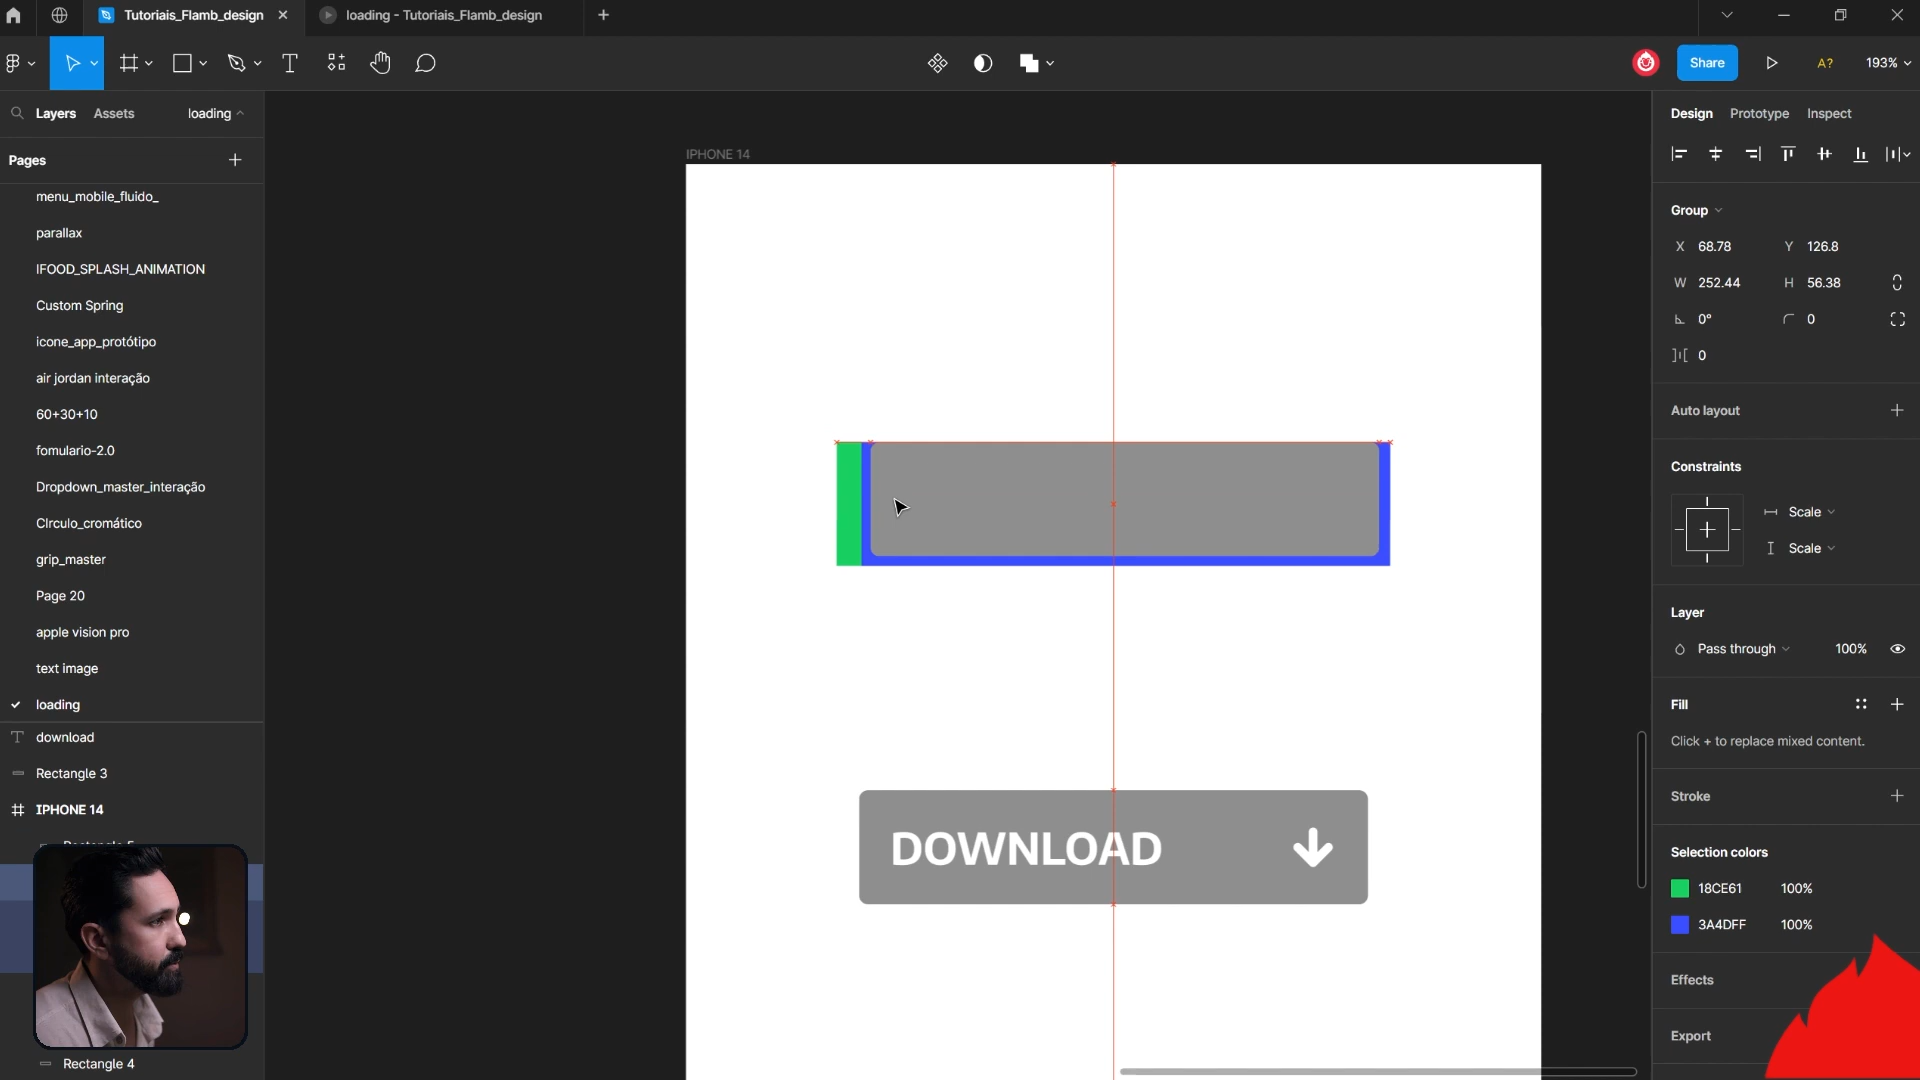 Tutoriais_Flamb_design
loading - Tutoriais_Flamb_design
Share
A?
193%
Layers
Assets
loading
Pages
menu_mobile_fluido_
parallax
IFOOD_SPLASH_ANIMATION
Custom Spring
icone_app_protótipo
air jordan interação
60+30+10
fomulario-2.0
Dropdown_master_interação
CIrculo_cromático
grip_master
Page 20
apple vision pro
text image
loading
download
Rectangle 3
IPHONE 14
Rectangle 4
IPHONE 14
DOWNLOAD
Design
Prototype
Inspect
Group
X 68.78
Y 126.8
W 252.44
H 56.38
0°
0
0
Auto layout
Constraints
Scale
Scale
Layer
Pass through
100%
Fill
Click + to replace mixed content.
Stroke
Selection colors
18CE61
100%
3A4DFF
100%
Effects
Export